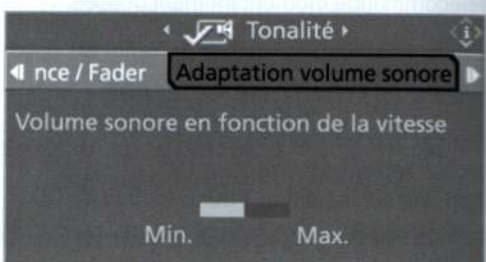 Tonalité
nce / Fader Adaptation volume sonore
Volume sonore en fonction de la vitesse
Min. Max.